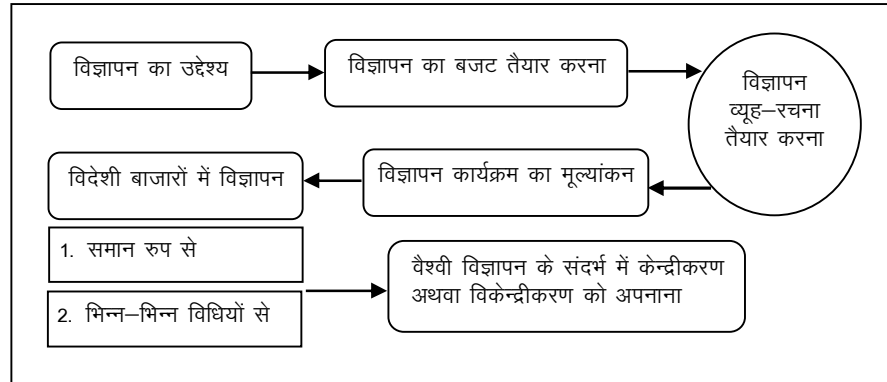 विज्ञापन का उद्देश्य
विज्ञापन का बजट तैयार करना
विज्ञापन
व्यूह–रचना
तैयार करना
विज्ञापन कार्यक्रम का मूल्यांकन
विदेशी बाजारों में विज्ञापन
1. समान रुप से
2. भिन्न–भिन्न विधियों से
वैश्वी विज्ञापन के संदर्भ में केन्द्रीकरण
अथवा विकेन्द्रीकरण को अपनाना